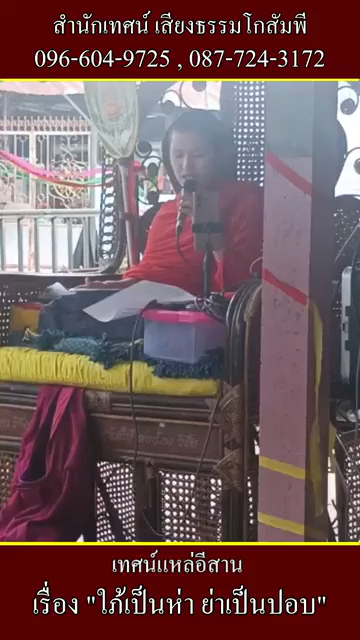 สำนักเทศน์ เสียงธรรมโกสัมพี
096-604-9725 , 087-724-3172
เทศน์แหล่อีสาน
เรื่อง "ใภ้เป็นห่า ย่าเป็นปอบ"